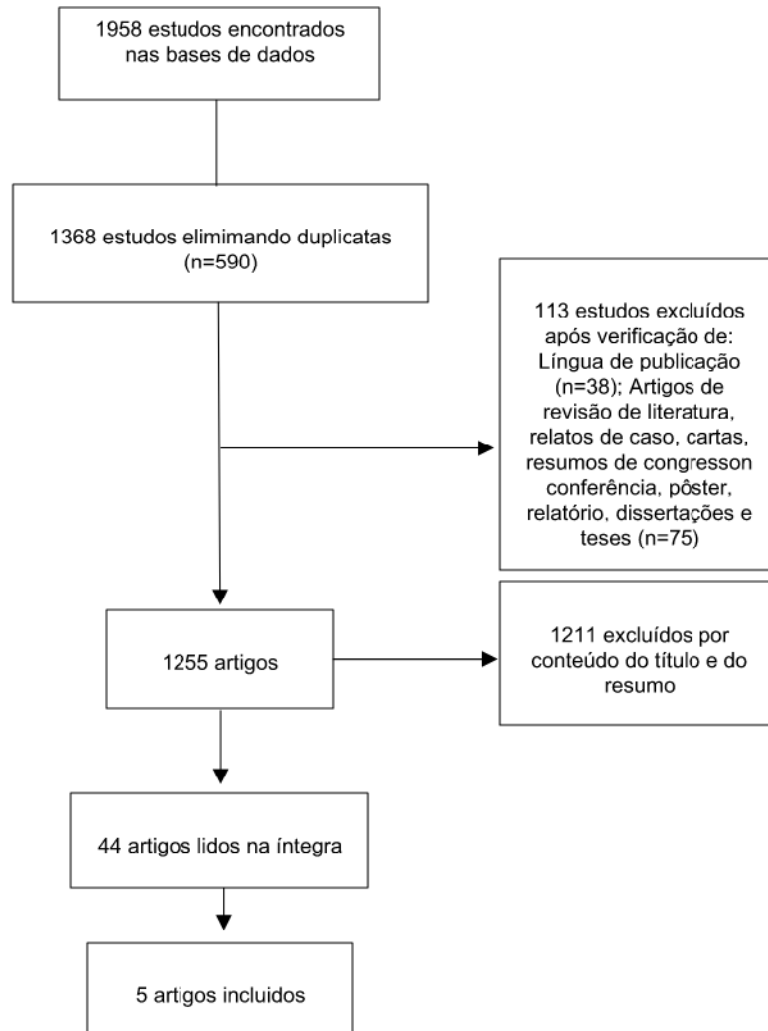 1958 estudos encontrados
nas bases de dados
1368 estudos elimimando duplicatas
(n=590)
113 estudos excluídos
após verificação de:
Língua de publicação
(n=38); Artigos de
revisão de literatura,
relatos de caso, cartas,
resumos de congresson
conferência, pôster,
relatório, dissertações e
teses (n=75)
1255 artigos
1211 excluídos por
conteúdo do título e do
resumo
44 artigos lidos na íntegra
5 artigos incluidos